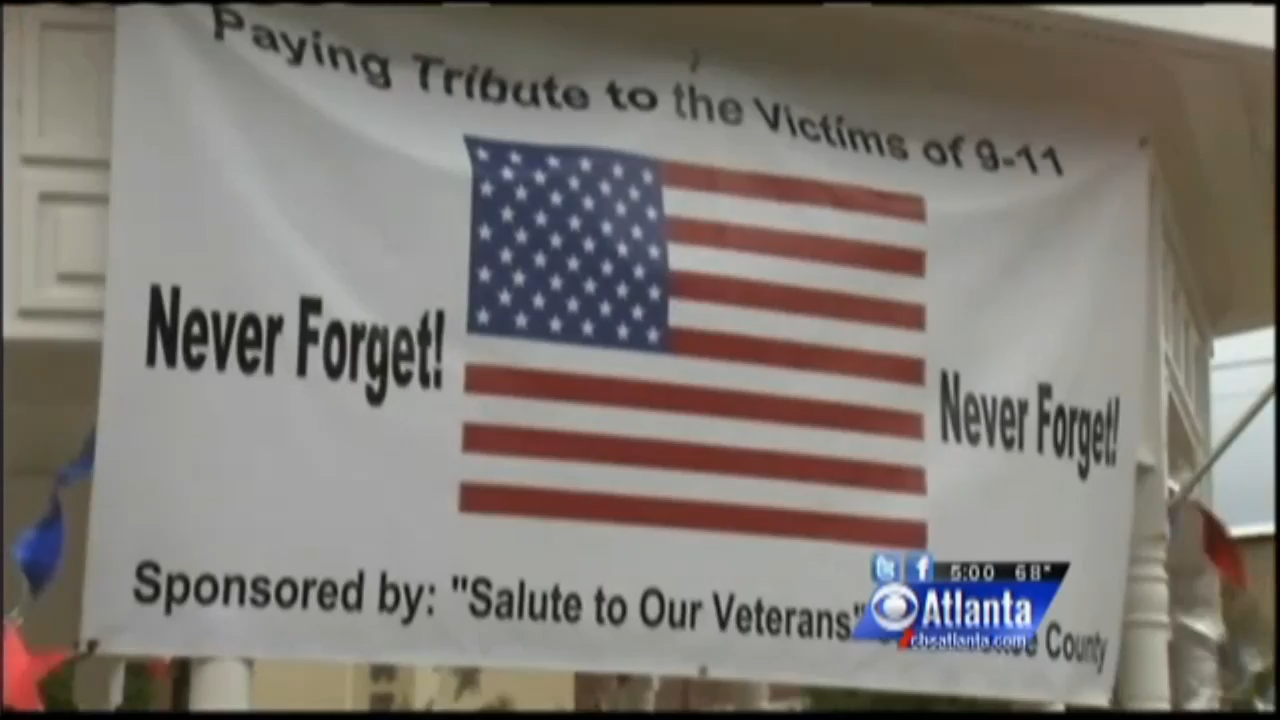 Paying Tribute to the Victims of 9-11
Never Forget!
Never Forget!
Sponsored by: "Salute to Our Veterans" County
5:00 68°
Atlanta
cbsatlanta.com